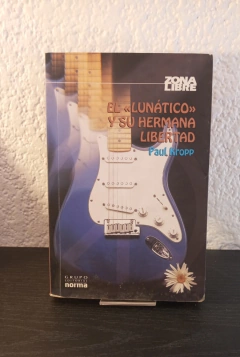 ZONA
LIBRE
EL «LUNÁTICO»
Y SU HERMANA
LIBERTAD
Paul Kropp
GRUPO
norma